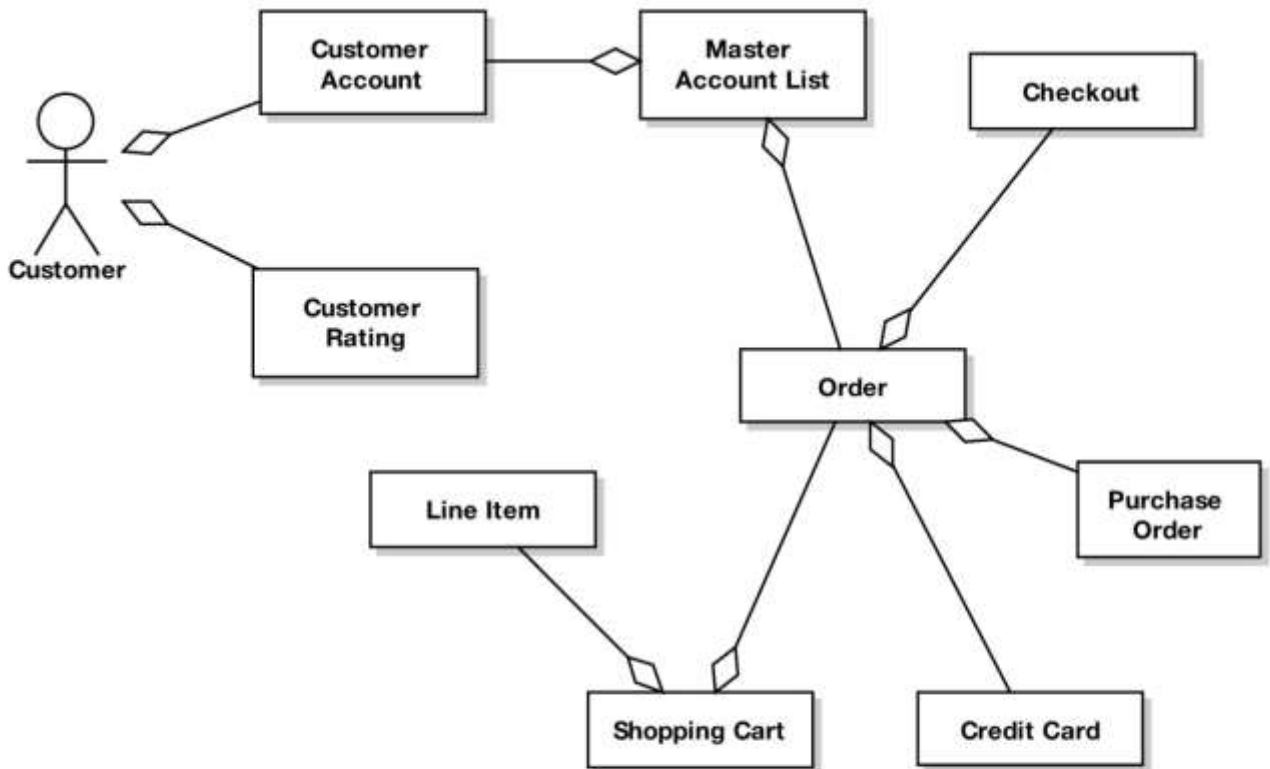 Customer
Account
Master
Account List
Checkout
Customer
Customer
Rating
Order
Line Item
Purchase
Order
Shopping Cart
Credit Card